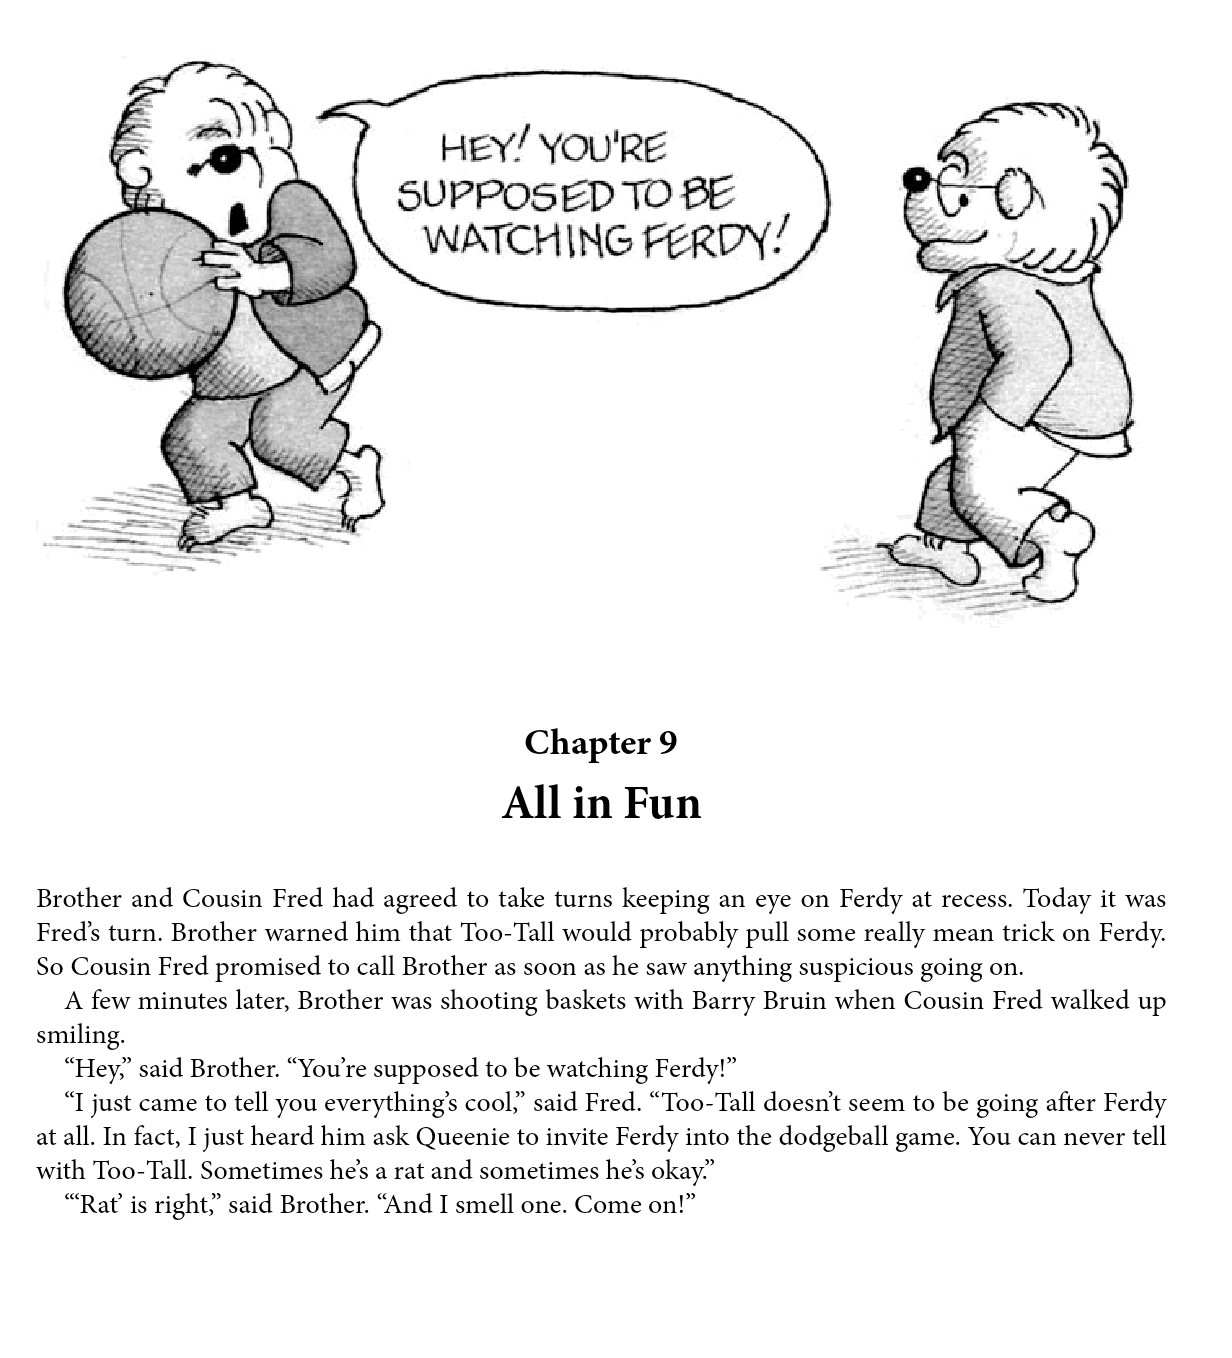 HEY! YOU'RE
SUPPOSED TO BE
WATCHING FERDY!
Chapter 9
All in Fun
Brother and Cousin Fred had agreed to take turns keeping an eye on Ferdy at recess. Today it was
Fred’s turn. Brother warned him that Too-Tall would probably pull some really mean trick on Ferdy.
So Cousin Fred promised to call Brother as soon as he saw anything suspicious going on.
A few minutes later, Brother was shooting baskets with Barry Bruin when Cousin Fred walked up
smiling.
“Hey,” said Brother. “You’re supposed to be watching Ferdy!”
“I just came to tell you everything’s cool,” said Fred. “Too-Tall doesn’t seem to be going after Ferdy
at all. In fact, I just heard him ask Queenie to invite Ferdy into the dodgeball game. You can never tell
with Too-Tall. Sometimes he’s a rat and sometimes he’s okay.”
“‘Rat’ is right,” said Brother. “And I smell one. Come on!”